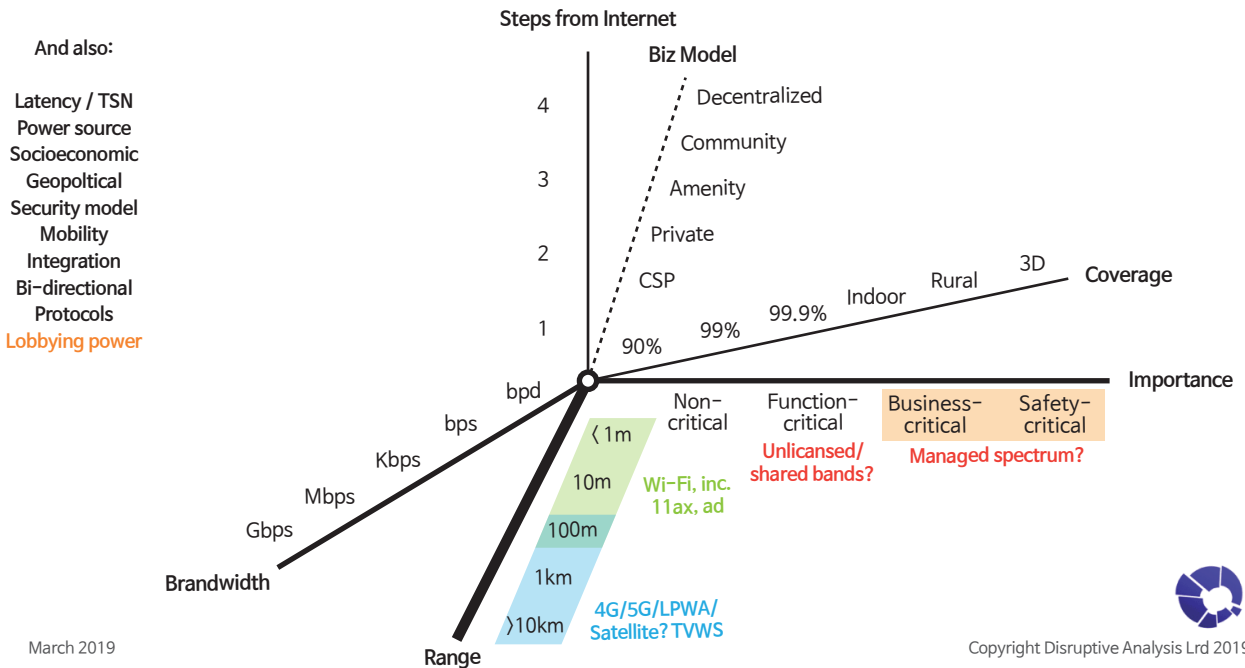 Steps from Internet
And also:
Latency / TSN
Power source
Socioeconomic
Geopoltical
Security model
Mobility
Integration
Bi-directional
Protocols
Lobbying power
4
3
2
1
Biz Model
Decentralized
Community
Amenity
Private
CSP
90%
99%
99.9%
Indoor
Rural
3D
Coverage
Importance
Non-
critical
Function-
critical
Business-
critical
Safety-
critical
Unlicansed/
shared bands?
Managed spectrum?
bpd
bps
Kbps
Mbps
Gbps
Brandwidth
〈 1m
10m
100m
1km
〉10km
Range
Wi-Fi, inc.
11ax, ad
4G/5G/LPWA/
Satellite? TVWS
March 2019
Copyright Disruptive Analysis Lrd 2019